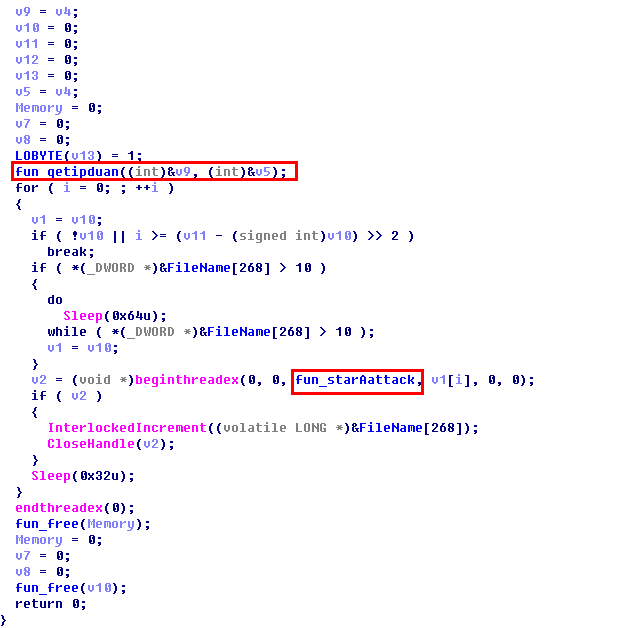 v9 = v4;
v10 = 0;
v11 = 0;
v12 = 0;
v13 = 0;
v5 = v4;
Memory = 0;
v7 = 0;
v8 = 0;
LOBYTE(v13) = 1;
fun_qetipduan((int)&v9, (int)&v5);
for ( i = 0; ; ++i )
{
v1 = v10;
if ( !v10 || i >= (v11 - (signed int)v10) >> 2 )
break;
if ( *(_DWORD *)&FileName[268] > 10 )
{
do
Sleep(0x64u);
while ( *(_DWORD *)&FileName[268] > 10 );
v1 = v10;
}
v2 = (void *)beginthreadex(0, 0, fun_starAattack, v1[i], 0, 0);
if ( v2 )
{
InterlockedIncrement((volatile LONG *)&FileName[268]);
CloseHandle(v2);
}
Sleep(0x32u);
}
endthreadex(0);
fun_free(Memory);
Memory = 0;
v7 = 0;
v8 = 0;
fun_free(v10);
return 0;
}